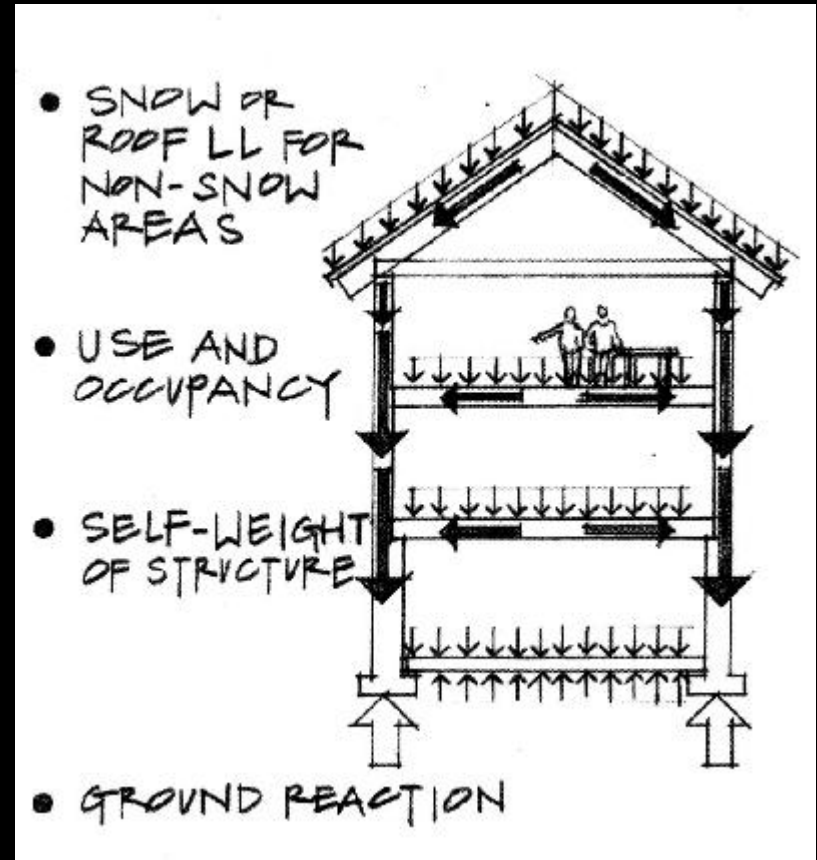 • SNOW OR
ROOF LL FOR
NON-SNOW
AREAS
• USE AND
OCCUPANCY
• SELF-WEIGHT
OF STRUCTURE
• GROUND REACTION